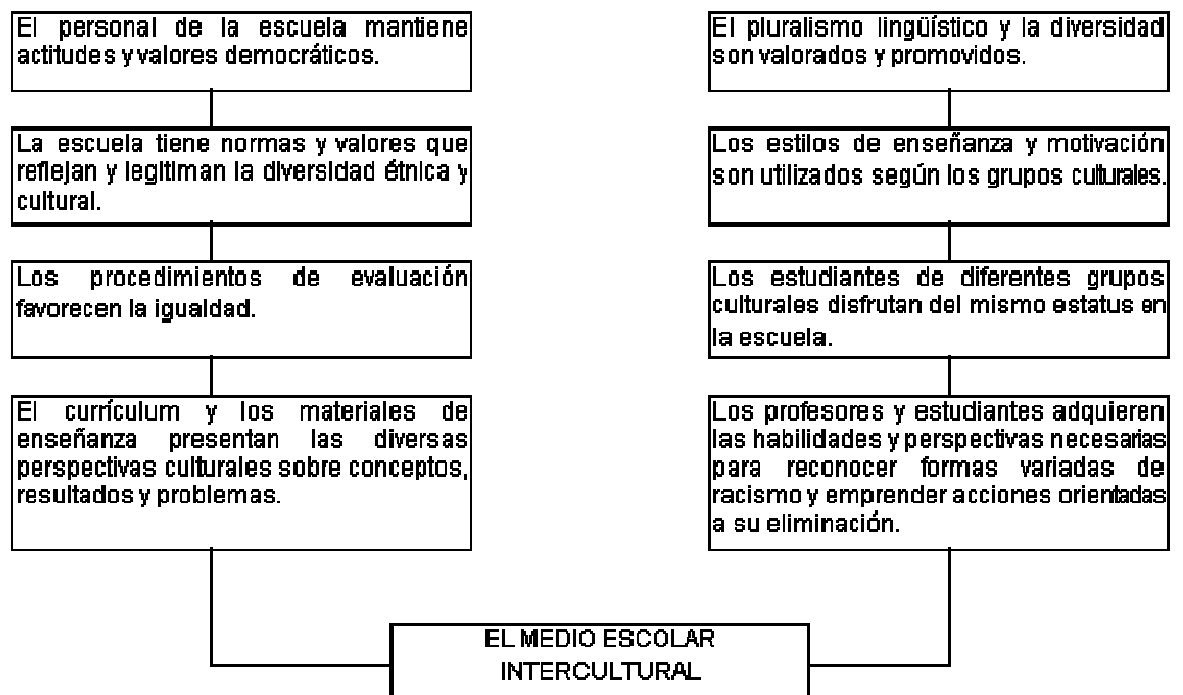 El personal de la escuela mantiene
actitudes y valores democráticos.
La escuela tiene normas y valores que
reflejan y legitiman la diversidad étnica y
cultural.
Los procedimientos de evaluación
favorecen la igualdad.
El currículum y los materiales de
enseñanza presentan las diversas
perspectivas culturales sobre conceptos,
resultados y problemas.
El pluralismo lingüístico y la diversidad
son valorados y promovidos.
Los estilos de enseñanza y motivación
son utilizados según los grupos culturales.
Los estudiantes de diferentes grupos
culturales disfrutan del mismo estatus en
la escuela.
Los profesores y estudiantes adquieren
las habilidades y perspectivas necesarias
para reconocer formas variadas de
racismo y emprender acciones orientadas
a su eliminación.
EL MEDIO ESCOLAR
INTERCULTURAL